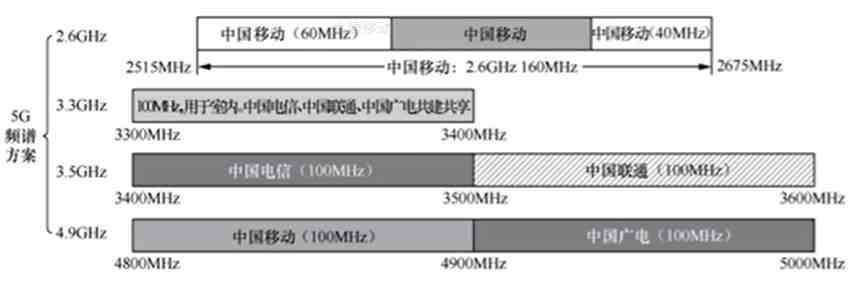 5G
频谱
方案
2.6GHz
中国移动（60MHz）
中国移动
中国移动(40MHz）
2515MHz
中国移动：2.6GHz 160MHz
2675MHz
3.3GHz
100MHz，用于室内。中国电信、中国联通、中国广电共建共享
3300MHz
3400MHz
3.5GHz
中国电信（100MHz）
中国联通（100MHz）
3400MHz
3500MHz
3600MHz
4.9GHz
中国移动（100MHz）
中国广电（100MHz）
4800MHz
4900MHz
5000MHz